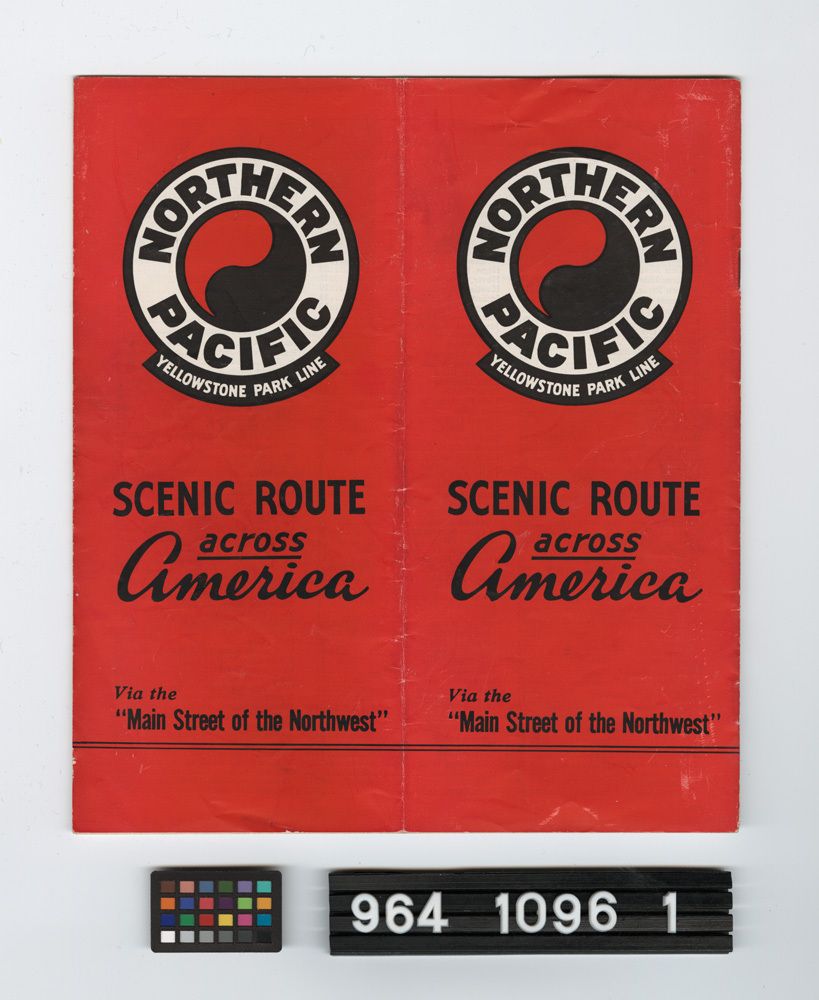 NORTHERN
PACIFIC
YELLOWSTONE PARK LINE
SCENIC ROUTE
across
America
Via the
"Main Street of the Northwest"
NORTHERN
PACIFIC
YELLOWSTONE PARK LINE
SCENIC ROUTE
across
America
Via the
"Main Street of the Northwest"
964 1096 1